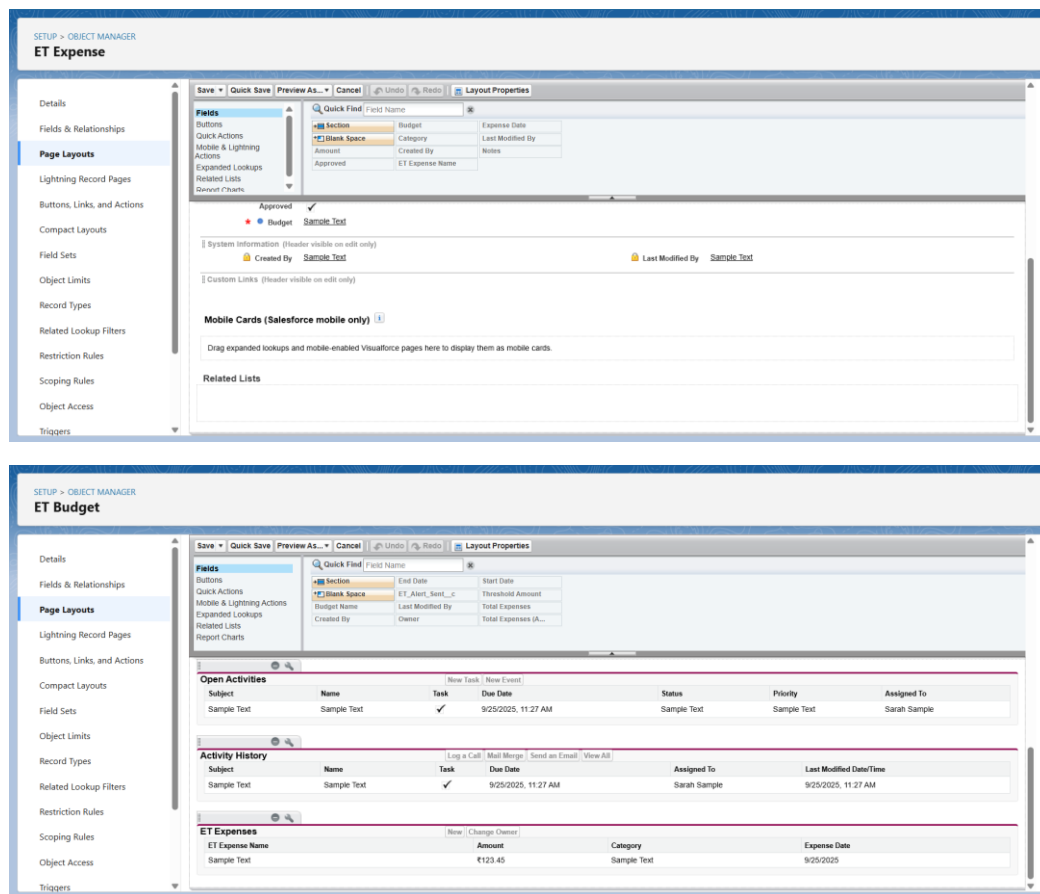 SETUP > OBJECT MANAGER
ET Expense
Details
Fields & Relationships
Page Layouts
Lightning Record Pages
Buttons, Links, and Actions
Compact Layouts
Field Sets
Object Limits
Record Types
Related Lookup Filters
Restriction Rules
Scoping Rules
Object Access
Triggers
Save Quick Save Preview As... Cancel Undo Redo Layout Properties
Fields
Buttons
Quick Actions
Mobile & Lightning
Actions
Expanded Lookups
Related Lists
Report Charts
Quick Find Field Name
Section Budget Expense Date
Blank Space Category Last Modified By
Amount Created By Notes
Approved ET Expense Name
Approved
Budget Sample Text
System Information (Header visible on edit only)
Created By Sample Text Last Modified By Sample Text
Custom Links (Header visible on edit only)
Mobile Cards (Salesforce mobile only) i
Drag expanded lookups and mobile-enabled Visualforce pages here to display them as mobile cards.
Related Lists
SETUP > OBJECT MANAGER
ET Budget
Details
Fields & Relationships
Page Layouts
Lightning Record Pages
Buttons, Links, and Actions
Compact Layouts
Field Sets
Object Limits
Record Types
Related Lookup Filters
Restriction Rules
Scoping Rules
Object Access
Triggers
Save Quick Save Preview As... Cancel Undo Redo Layout Properties
Fields
Buttons
Quick Actions
Mobile & Lightning Actions
Expanded Lookups
Related Lists
Report Charts
Quick Find Field Name
Section End Date Start Date
Blank Space ET_Alert_Sent__c Threshold Amount
Budget Name Last Modified By Total Expenses
Created By Owner Total Expenses (A...
Open Activities New Task New Event
Subject Name Task Due Date Status Priority Assigned To
Sample Text Sample Text 9/25/2025, 11:27 AM Sample Text Sample Text Sarah Sample
Activity History Log a Call Mail Merge Send an Email View All
Subject Name Task Due Date Assigned To Last Modified Date/Time
Sample Text Sample Text 9/25/2025, 11:27 AM Sarah Sample 9/25/2025, 11:27 AM
ET Expenses New Change Owner
ET Expense Name Amount Category Expense Date
Sample Text ₹123.45 Sample Text 9/25/2025